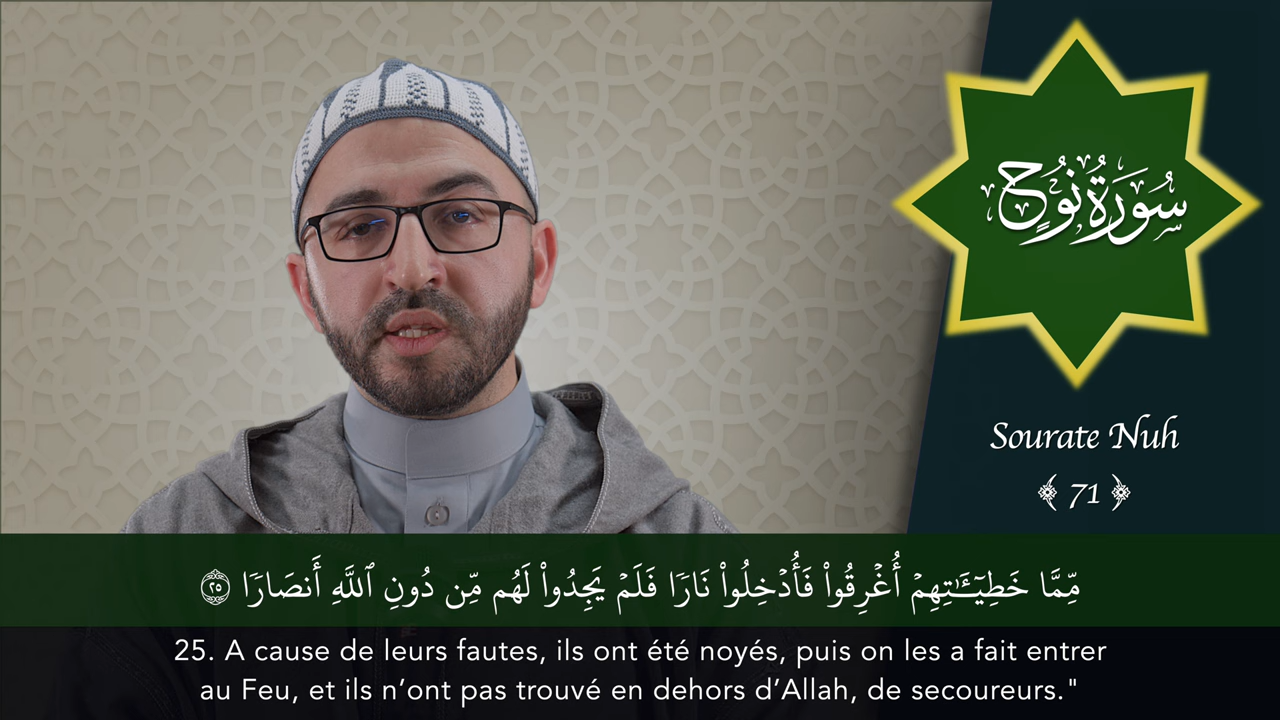 سُورَةُ نُوحٍ
Sourate Nuh
71
مِّمَّا خَطِيٓـَٰٔتِهِمۡ أُغۡرِقُواْ فَأُدۡخِلُواْ نَارٗا فَلَمۡ يَجِدُواْ لَهُم مِّن دُونِ ٱللَّهِ أَنصَارٗا ٢٥
25. A cause de leurs fautes, ils ont été noyés, puis on les a fait entrer
au Feu, et ils n’ont pas trouvé en dehors d’Allah, de secoureurs."